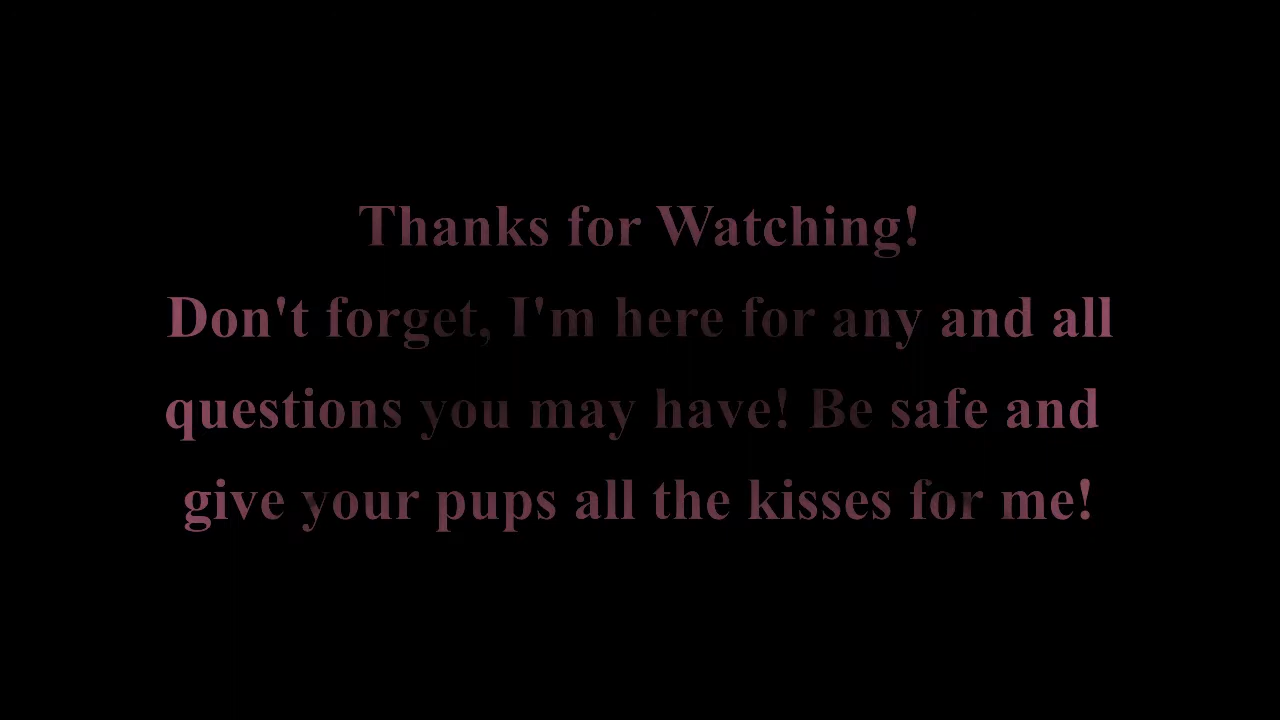 Thanks for Watching!
Don't forget, I'm here for any and all
questions you may have! Be safe and
give your pups all the kisses for me!